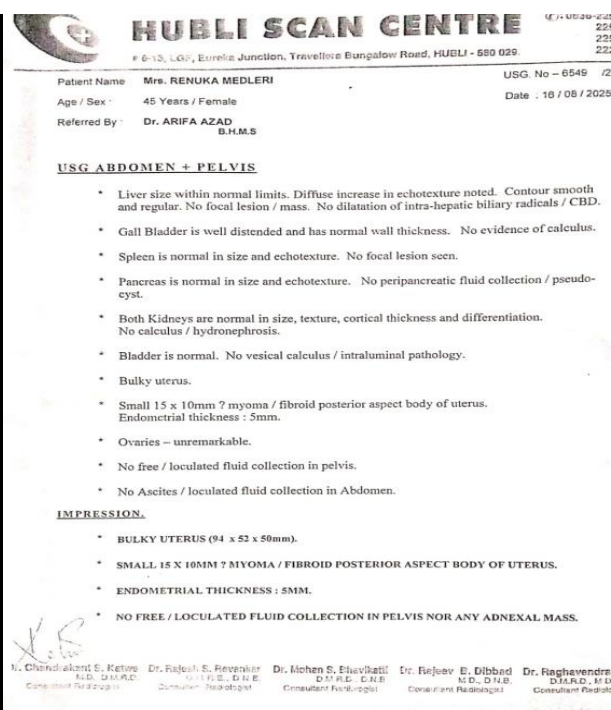 HUBLI SCAN CENTRE
# 6-13, LGF, Eureka Junction, Travellers Bungalow Road, HUBLI - 580 029.
Patient Name Mrs. RENUKA MEDLERI USG. No – 6549
Age / Sex : 45 Years / Female Date : 16 / 08 / 2025
Referred By : Dr. ARIFA AZAD
B.H.M.S
USG ABDOMEN + PELVIS
* Liver size within normal limits. Diffuse increase in echotexture noted. Contour smooth
and regular. No focal lesion / mass. No dilatation of intra-hepatic biliary radicals / CBD.
* Gall Bladder is well distended and has normal wall thickness. No evidence of calculus.
* Spleen is normal in size and echotexture. No focal lesion seen.
* Pancreas is normal in size and echotexture. No peripancreatic fluid collection / pseudo-
cyst.
* Both Kidneys are normal in size, texture, cortical thickness and differentiation.
No calculus / hydronephrosis.
* Bladder is normal. No vesical calculus / intraluminal pathology.
* Bulky uterus.
* Small 15 x 10mm ? myoma / fibroid posterior aspect body of uterus.
Endometrial thickness : 5mm.
* Ovaries – unremarkable.
* No free / loculated fluid collection in pelvis.
* No Ascites / loculated fluid collection in Abdomen.
IMPRESSION.
* BULKY UTERUS (94 x 52 x 50mm).
* SMALL 15 X 10MM ? MYOMA / FIBROID POSTERIOR ASPECT BODY OF UTERUS.
* ENDOMETRIAL THICKNESS : 5MM.
* NO FREE / LOCULATED FLUID COLLECTION IN PELVIS NOR ANY ADNEXAL MASS.
Dr. Chandrakant S. Katwe Dr. Rajesh S. Revankar Dr. Mohan S. Bhavikatti Dr. Rajeev B. Dibbad Dr. Raghavendra
M.D., D.M.R.D. D.N.B. D.M.R.D., D.N.B M.D., D.N.B. D.M.R.D., M.D
Consultant Radiologist Consultant Radiologist Consultant Radiologist Consultant Radiologist Consultant